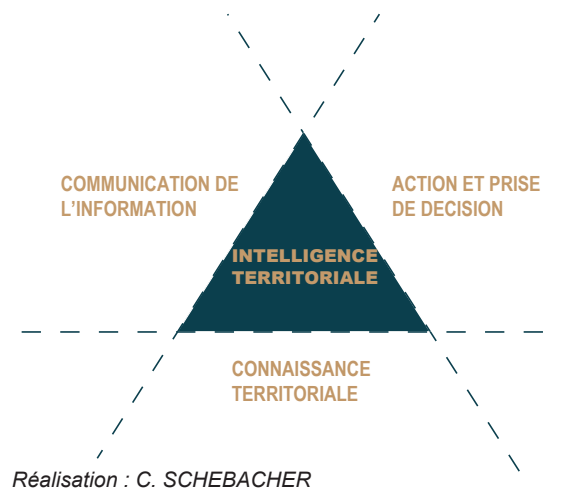 COMMUNICATION DE
L'INFORMATION
ACTION ET PRISE
DE DECISION
INTELLIGENCE
TERRITORIALE
CONNAISSANCE
TERRITORIALE
Réalisation : C. SCHEBACHER